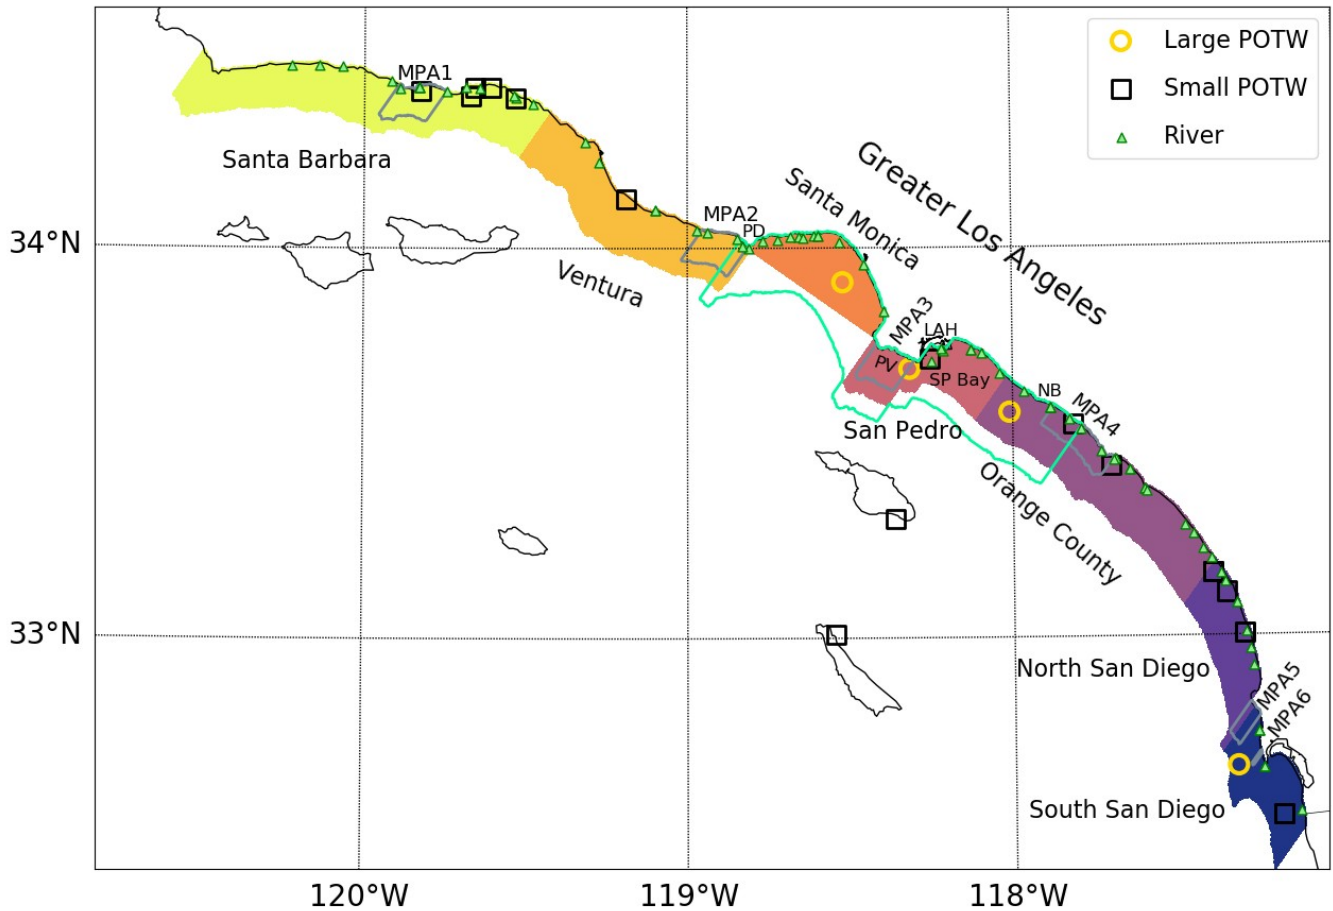 Large POTW
Small POTW
River
MPA1
Santa Barbara
Greater Los Angeles
Santa Monica
MPA2
PD
34°N
Ventura
MPA3
LAH
PV
SP Bay
NB
MPA4
San Pedro
Orange County
33°N
North San Diego
MPA5
MPA6
South San Diego
120°W
119°W
118°W